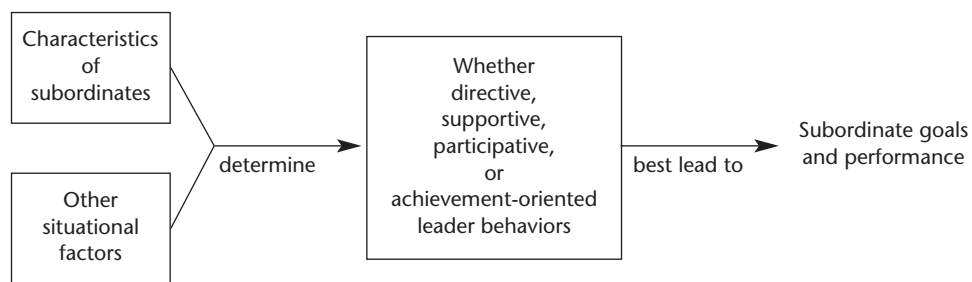 Characteristics
of
subordinates
Other
situational
factors
determine
Whether
directive,
supportive,
participative,
or
achievement-oriented
leader behaviors
best lead to
Subordinate goals
and performance